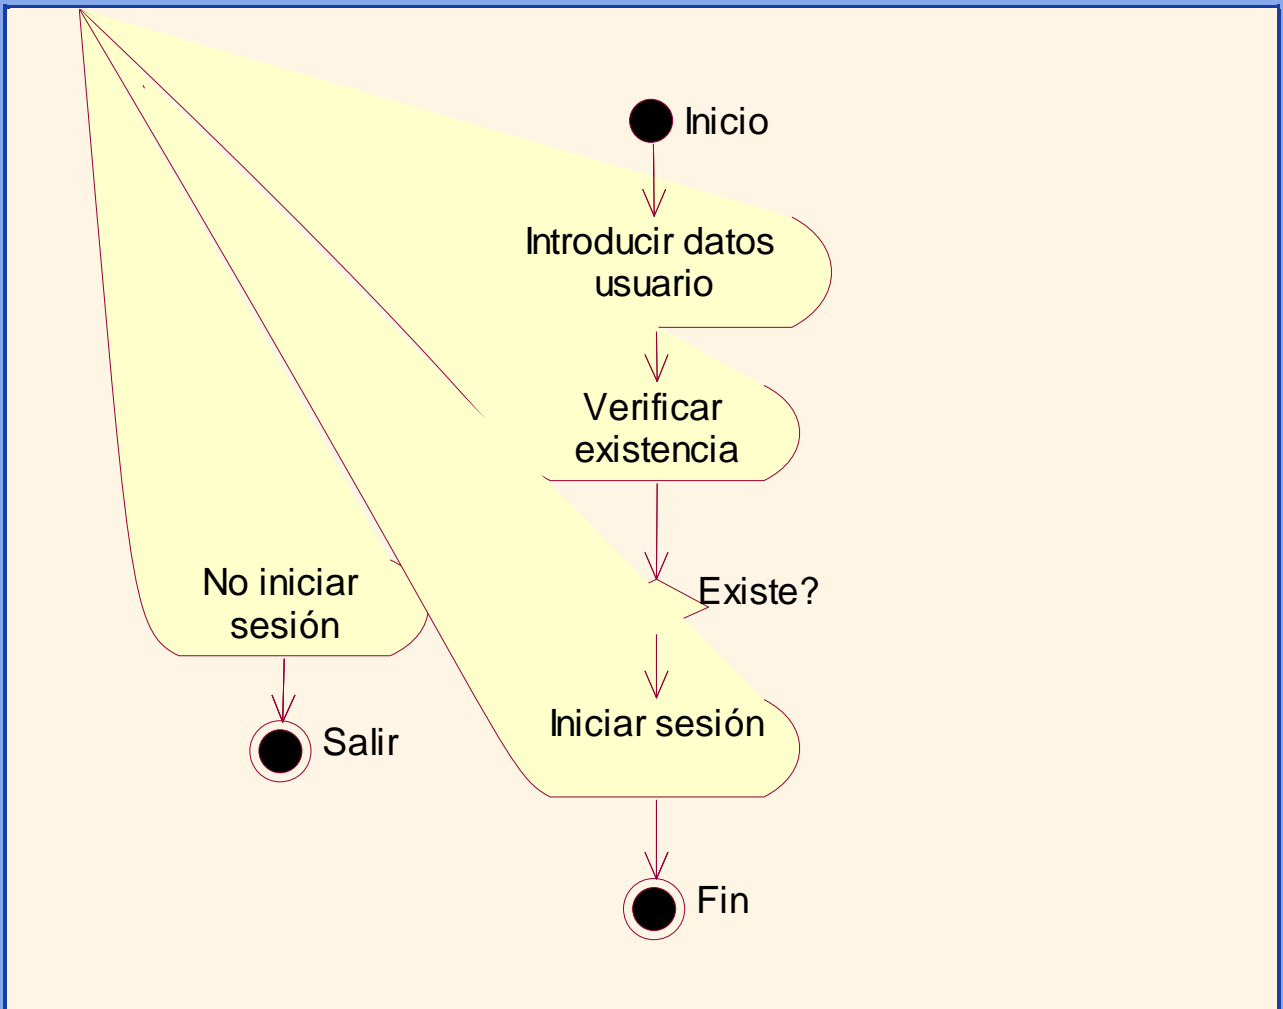 Inicio
Introducir datos
usuario
Verificar
existencia
Existe?
No iniciar
sesión
Iniciar sesión
Salir
Fin